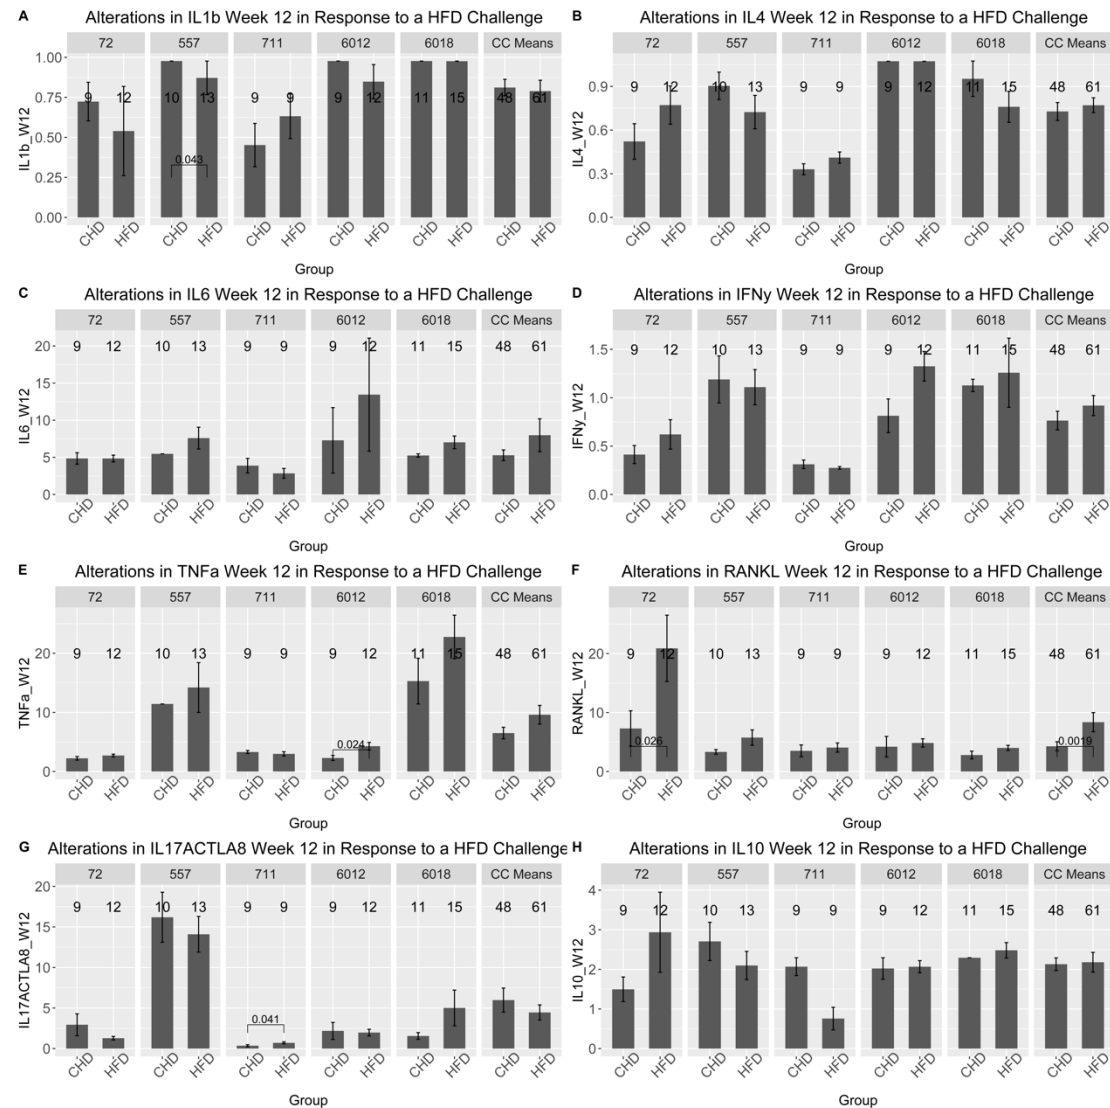 A Alterations in IL1b Week 12 in Response to a HFD Challenge
72 557 711 6012 6018 CC Means
1.00
0.75
0.50
0.25
0.00
IL1b_W12
9 12 10 13 9 9 9 12 11 15 48 61
0.043
CHD HFD CHD HFD CHD HFD CHD HFD CHD HFD CHD HFD
Group
B Alterations in IL4 Week 12 in Response to a HFD Challenge
72 557 711 6012 6018 CC Means
0.9
0.6
0.3
0.0
IL4_W12
9 12 10 13 9 9 9 12 11 15 48 61
CHD HFD CHD HFD CHD HFD CHD HFD CHD HFD CHD HFD
Group
C Alterations in IL6 Week 12 in Response to a HFD Challenge
72 557 711 6012 6018 CC Means
20
15
10
5
0
IL6_W12
9 12 10 13 9 9 9 12 11 15 48 61
CHD HFD CHD HFD CHD HFD CHD HFD CHD HFD CHD HFD
Group
D Alterations in IFNy Week 12 in Response to a HFD Challenge
72 557 711 6012 6018 CC Means
1.5
1.0
0.5
0.0
IFNy_W12
9 12 10 13 9 9 9 12 11 15 48 61
CHD HFD CHD HFD CHD HFD CHD HFD CHD HFD CHD HFD
Group
E Alterations in TNFa Week 12 in Response to a HFD Challenge
72 557 711 6012 6018 CC Means
20
10
0
TNFa_W12
9 12 10 13 9 9 9 12 11 15 48 61
0.024
CHD HFD CHD HFD CHD HFD CHD HFD CHD HFD CHD HFD
Group
F Alterations in RANKL Week 12 in Response to a HFD Challenge
72 557 711 6012 6018 CC Means
20
10
0
RANKL_W12
9 12 10 13 9 9 9 12 11 15 48 61
0.026 0.0019
CHD HFD CHD HFD CHD HFD CHD HFD CHD HFD CHD HFD
Group
G Alterations in IL17ACTLA8 Week 12 in Response to a HFD Challenge
72 557 711 6012 6018 CC Means
20
15
10
5
0
IL17ACTLA8_W12
9 12 10 13 9 9 9 12 11 15 48 61
0.041
CHD HFD CHD HFD CHD HFD CHD HFD CHD HFD CHD HFD
Group
H Alterations in IL10 Week 12 in Response to a HFD Challenge
72 557 711 6012 6018 CC Means
4
3
2
1
0
IL10_W12
9 12 10 13 9 9 9 12 11 15 48 61
CHD HFD CHD HFD CHD HFD CHD HFD CHD HFD CHD HFD
Group